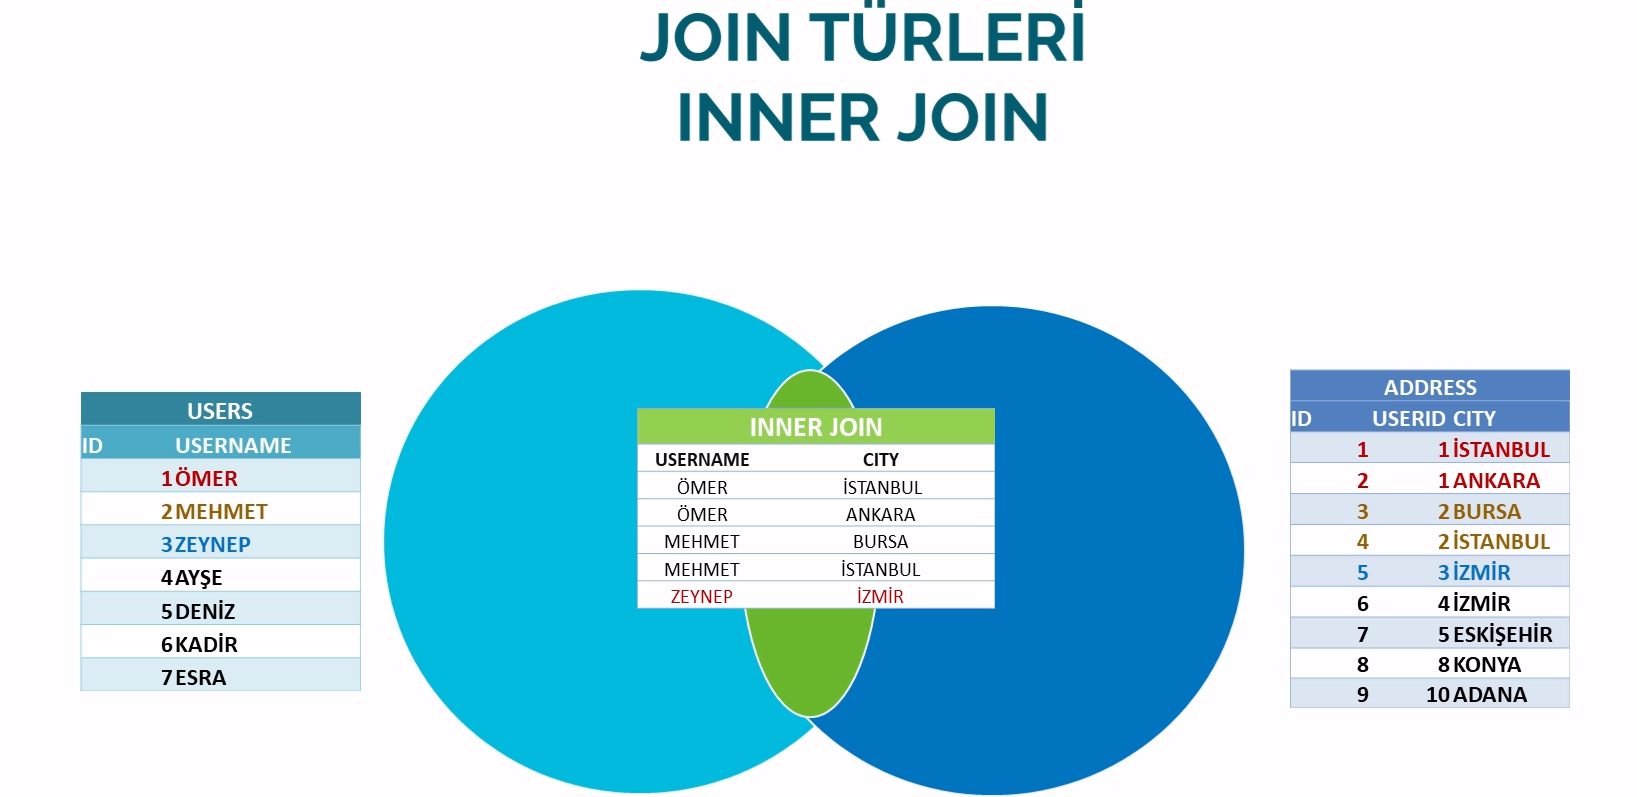 JOIN TÜRLERİ
INNER JOIN
USERS
ID USERNAME
1 ÖMER
2 MEHMET
3 ZEYNEP
4 AYŞE
5 DENİZ
6 KADİR
7 ESRA
INNER JOIN
USERNAME CITY
ÖMER İSTANBUL
ÖMER ANKARA
MEHMET BURSA
MEHMET İSTANBUL
ZEYNEP İZMİR
ADDRESS
ID USERID CITY
1 1 İSTANBUL
2 1 ANKARA
3 2 BURSA
4 2 İSTANBUL
5 3 İZMİR
6 4 İZMİR
7 5 ESKİŞEHİR
8 8 KONYA
9 10 ADANA